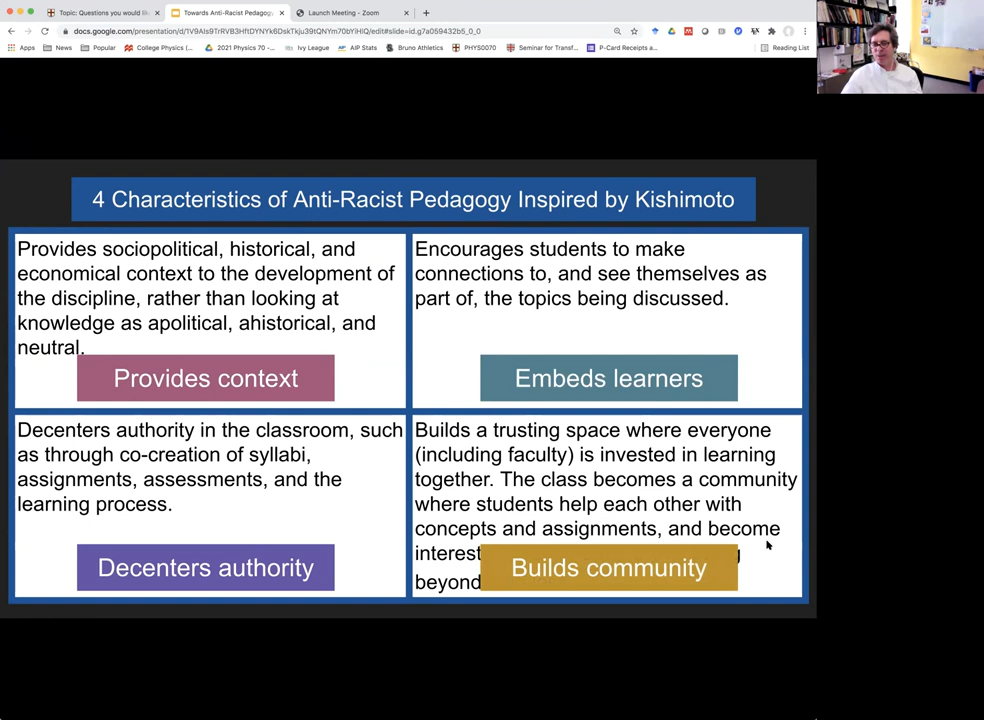 Topic: Questions you would li
Towards Anti-Racist Pedagogy
Launch Meeting - Zoom
docs.google.com/presentation/d/1V9AIs9TrRVB3HftDYNYk6DskTkju39tQNYm70bYiHlQ/edit#slide=id.g7a059432b5_0_0
Apps
News
Popular
College Physics (4...
2021 Physics 70 -...
Ivy League
AIP Stats
Bruno Athletics
PHYS0070
Seminar for Transf...
P-Card Receipts a...
Reading List
4 Characteristics of Anti-Racist Pedagogy Inspired by Kishimoto
Provides sociopolitical, historical, and
economical context to the development of
the discipline, rather than looking at
knowledge as apolitical, ahistorical, and
neutral.
Provides context
Encourages students to make
connections to, and see themselves as
part of, the topics being discussed.
Embeds learners
Decenters authority in the classroom, such
as through co-creation of syllabi,
assignments, assessments, and the
learning process.
Decenters authority
Builds a trusting space where everyone
(including faculty) is invested in learning
together. The class becomes a community
where students help each other with
concepts and assignments, and become
interest
beyond
Builds community